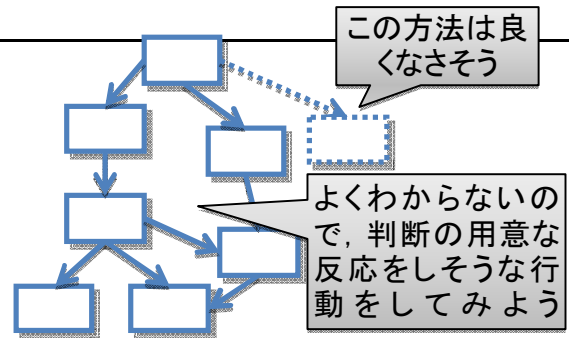 この方法は良
くなさそう
よくわからないの
で, 判断の用意な
反応をしそうな行
動をしてみよう